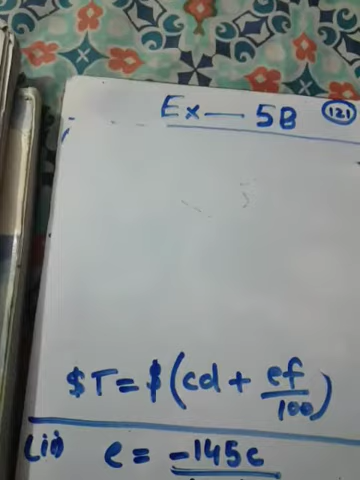 Ex — 5B (121)
$T = $(cd + ef/100)
(ii) e = -145c